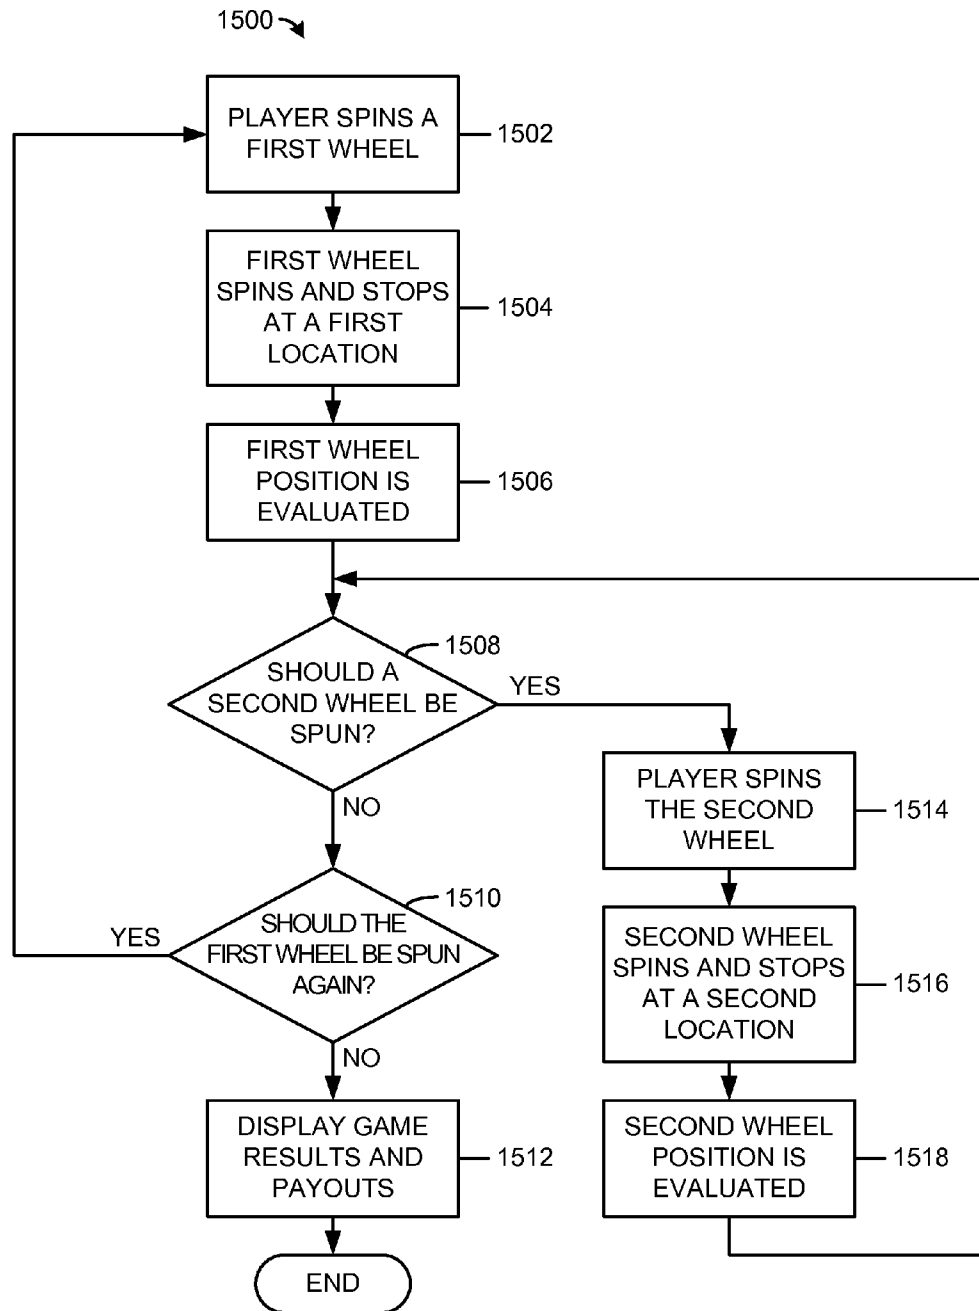 1500
PLAYER SPINS A
FIRST WHEEL
1502
FIRST WHEEL
SPINS AND STOPS
AT A FIRST
LOCATION
1504
FIRST WHEEL
POSITION IS
EVALUATED
1506
1508
SHOULD A
SECOND WHEEL BE
SPUN?
YES
NO
PLAYER SPINS
THE SECOND
WHEEL
1514
1510
SHOULD THE
FIRST WHEEL BE SPUN
AGAIN?
YES
NO
SECOND WHEEL
SPINS AND STOPS
AT A SECOND
LOCATION
1516
DISPLAY GAME
RESULTS AND
PAYOUTS
1512
SECOND WHEEL
POSITION IS
EVALUATED
1518
END